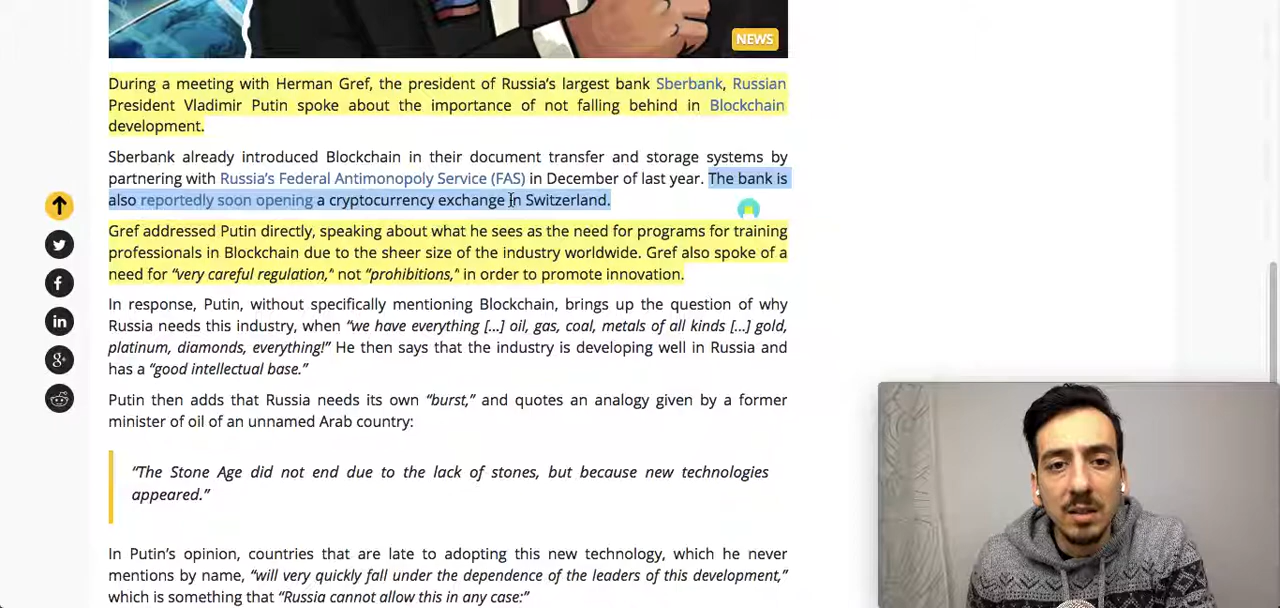 NEWS
During a meeting with Herman Gref, the president of Russia's largest bank Sberbank, Russian
President Vladimir Putin spoke about the importance of not falling behind in Blockchain
development.
Sberbank already introduced Blockchain in their document transfer and storage systems by
partnering with Russia's Federal Antimonopoly Service (FAS) in December of last year. The bank is
also reportedly soon opening a cryptocurrency exchange in Switzerland.
Gref addressed Putin directly, speaking about what he sees as the need for programs for training
professionals in Blockchain due to the sheer size of the industry worldwide. Gref also spoke of a
need for “very careful regulation,” not “prohibitions,” in order to promote innovation.
In response, Putin, without specifically mentioning Blockchain, brings up the question of why
Russia needs this industry, when “we have everything [...] oil, gas, coal, metals of all kinds [...] gold,
platinum, diamonds, everything!” He then says that the industry is developing well in Russia and
has a “good intellectual base.”
Putin then adds that Russia needs its own “burst,” and quotes an analogy given by a former
minister of oil of an unnamed Arab country:
“The Stone Age did not end due to the lack of stones, but because new technologies
appeared.”
In Putin's opinion, countries that are late to adopting this new technology, which he never
mentions by name, “will very quickly fall under the dependence of the leaders of this development,”
which is something that “Russia cannot allow this in any case:”